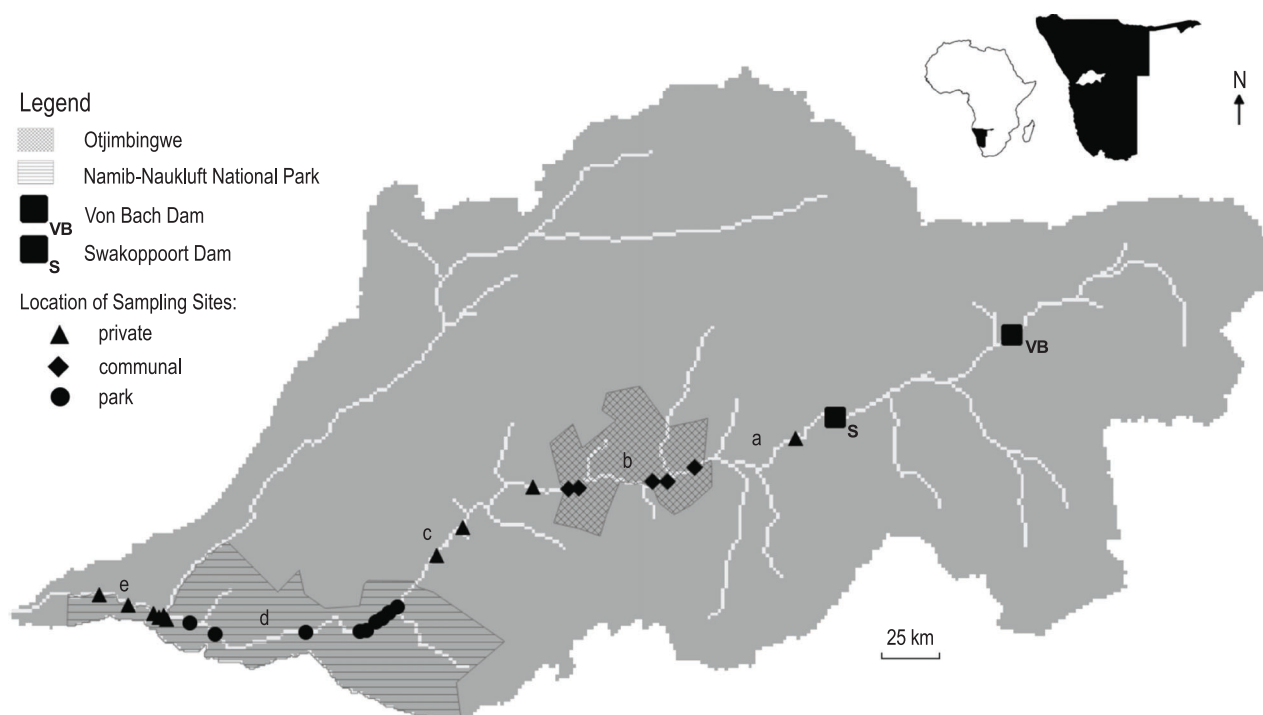 N
Legend
Otjimbingwe
Namib-Naukluft National Park
VB
Von Bach Dam
S
Swakoppoort Dam
Location of Sampling Sites:
private
communal
park
VB
S
a
b
c
d
e
25 km